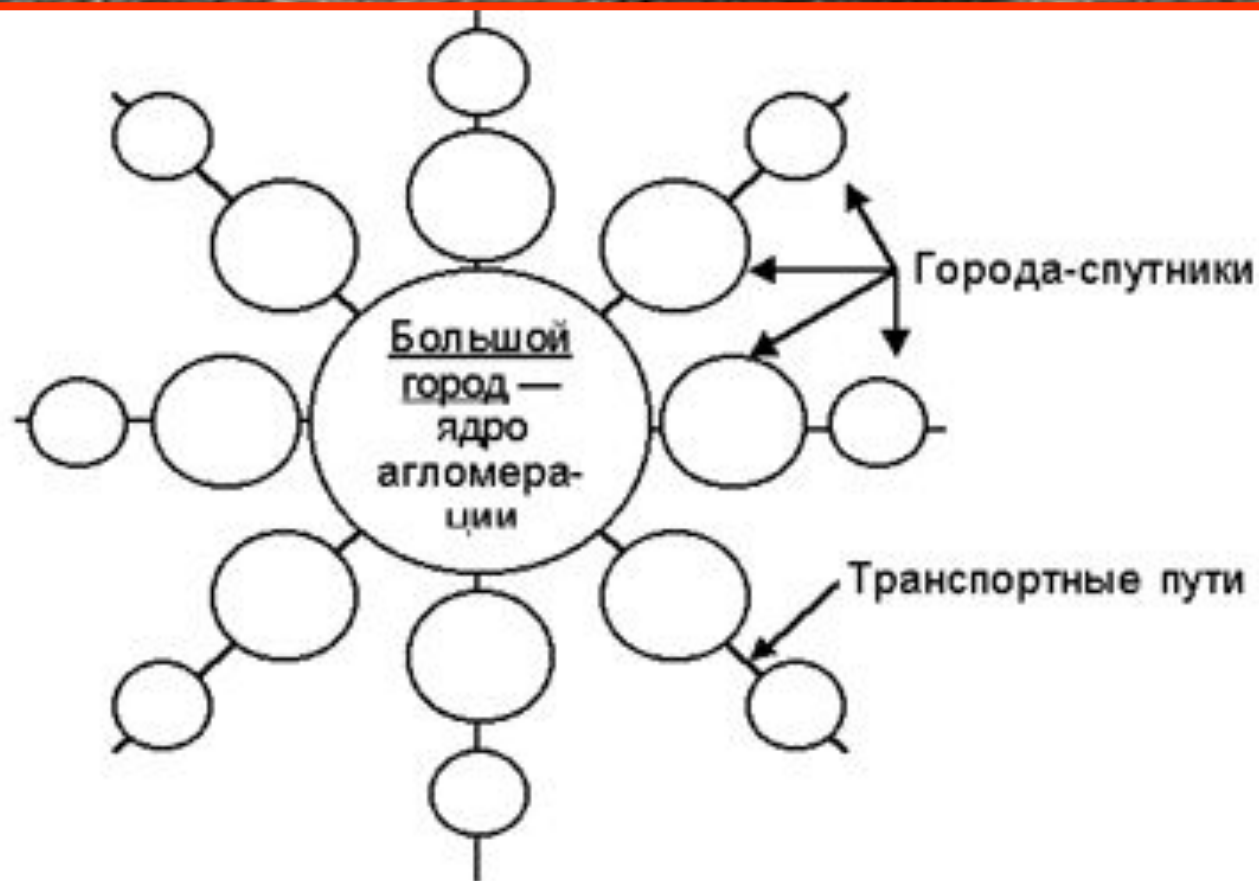 Большой
город —
ядро
агломера-
ции
Города-спутники
Транспортные пути